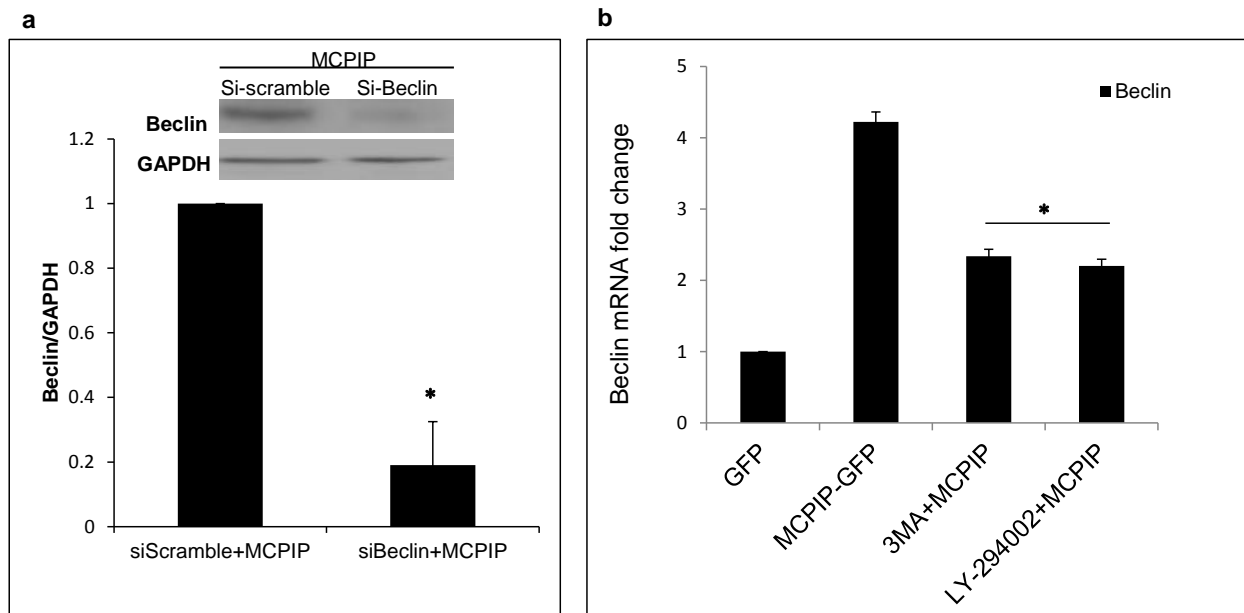 a
MCPIP
Si-scramble Si-Beclin
Beclin
GAPDH
Beclin/GAPDH
1.2
1
0.8
0.6
0.4
0.2
0
*
siScramble+MCPIP siBeclin+MCPIP
b
Beclin mRNA fold change
5
4
3
2
1
0
Beclin
*
GFP
MCPIP-GFP
3MA+MCPIP
LY-294002+MCPIP